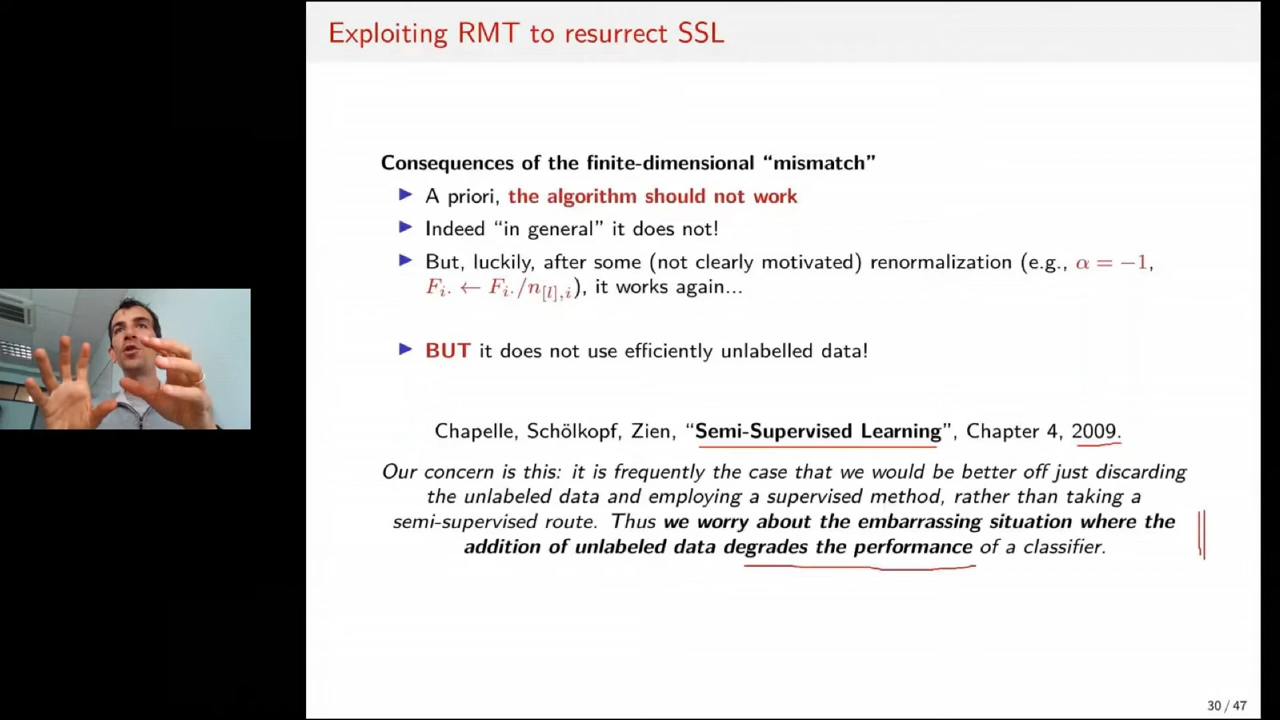 Exploiting RMT to resurrect SSL
Consequences of the finite-dimensional “mismatch”
▶ A priori, the algorithm should not work
▶ Indeed “in general” it does not!
▶ But, luckily, after some (not clearly motivated) renormalization (e.g., α = −1,
F_{i·} ← F_{i·}/n_{[l],i}), it works again...
▶ BUT it does not use efficiently unlabelled data!
Chapelle, Schölkopf, Zien, “Semi-Supervised Learning”, Chapter 4, 2009.
Our concern is this: it is frequently the case that we would be better off just discarding
the unlabeled data and employing a supervised method, rather than taking a
semi-supervised route. Thus we worry about the embarrassing situation where the
addition of unlabeled data degrades the performance of a classifier.
30 / 47